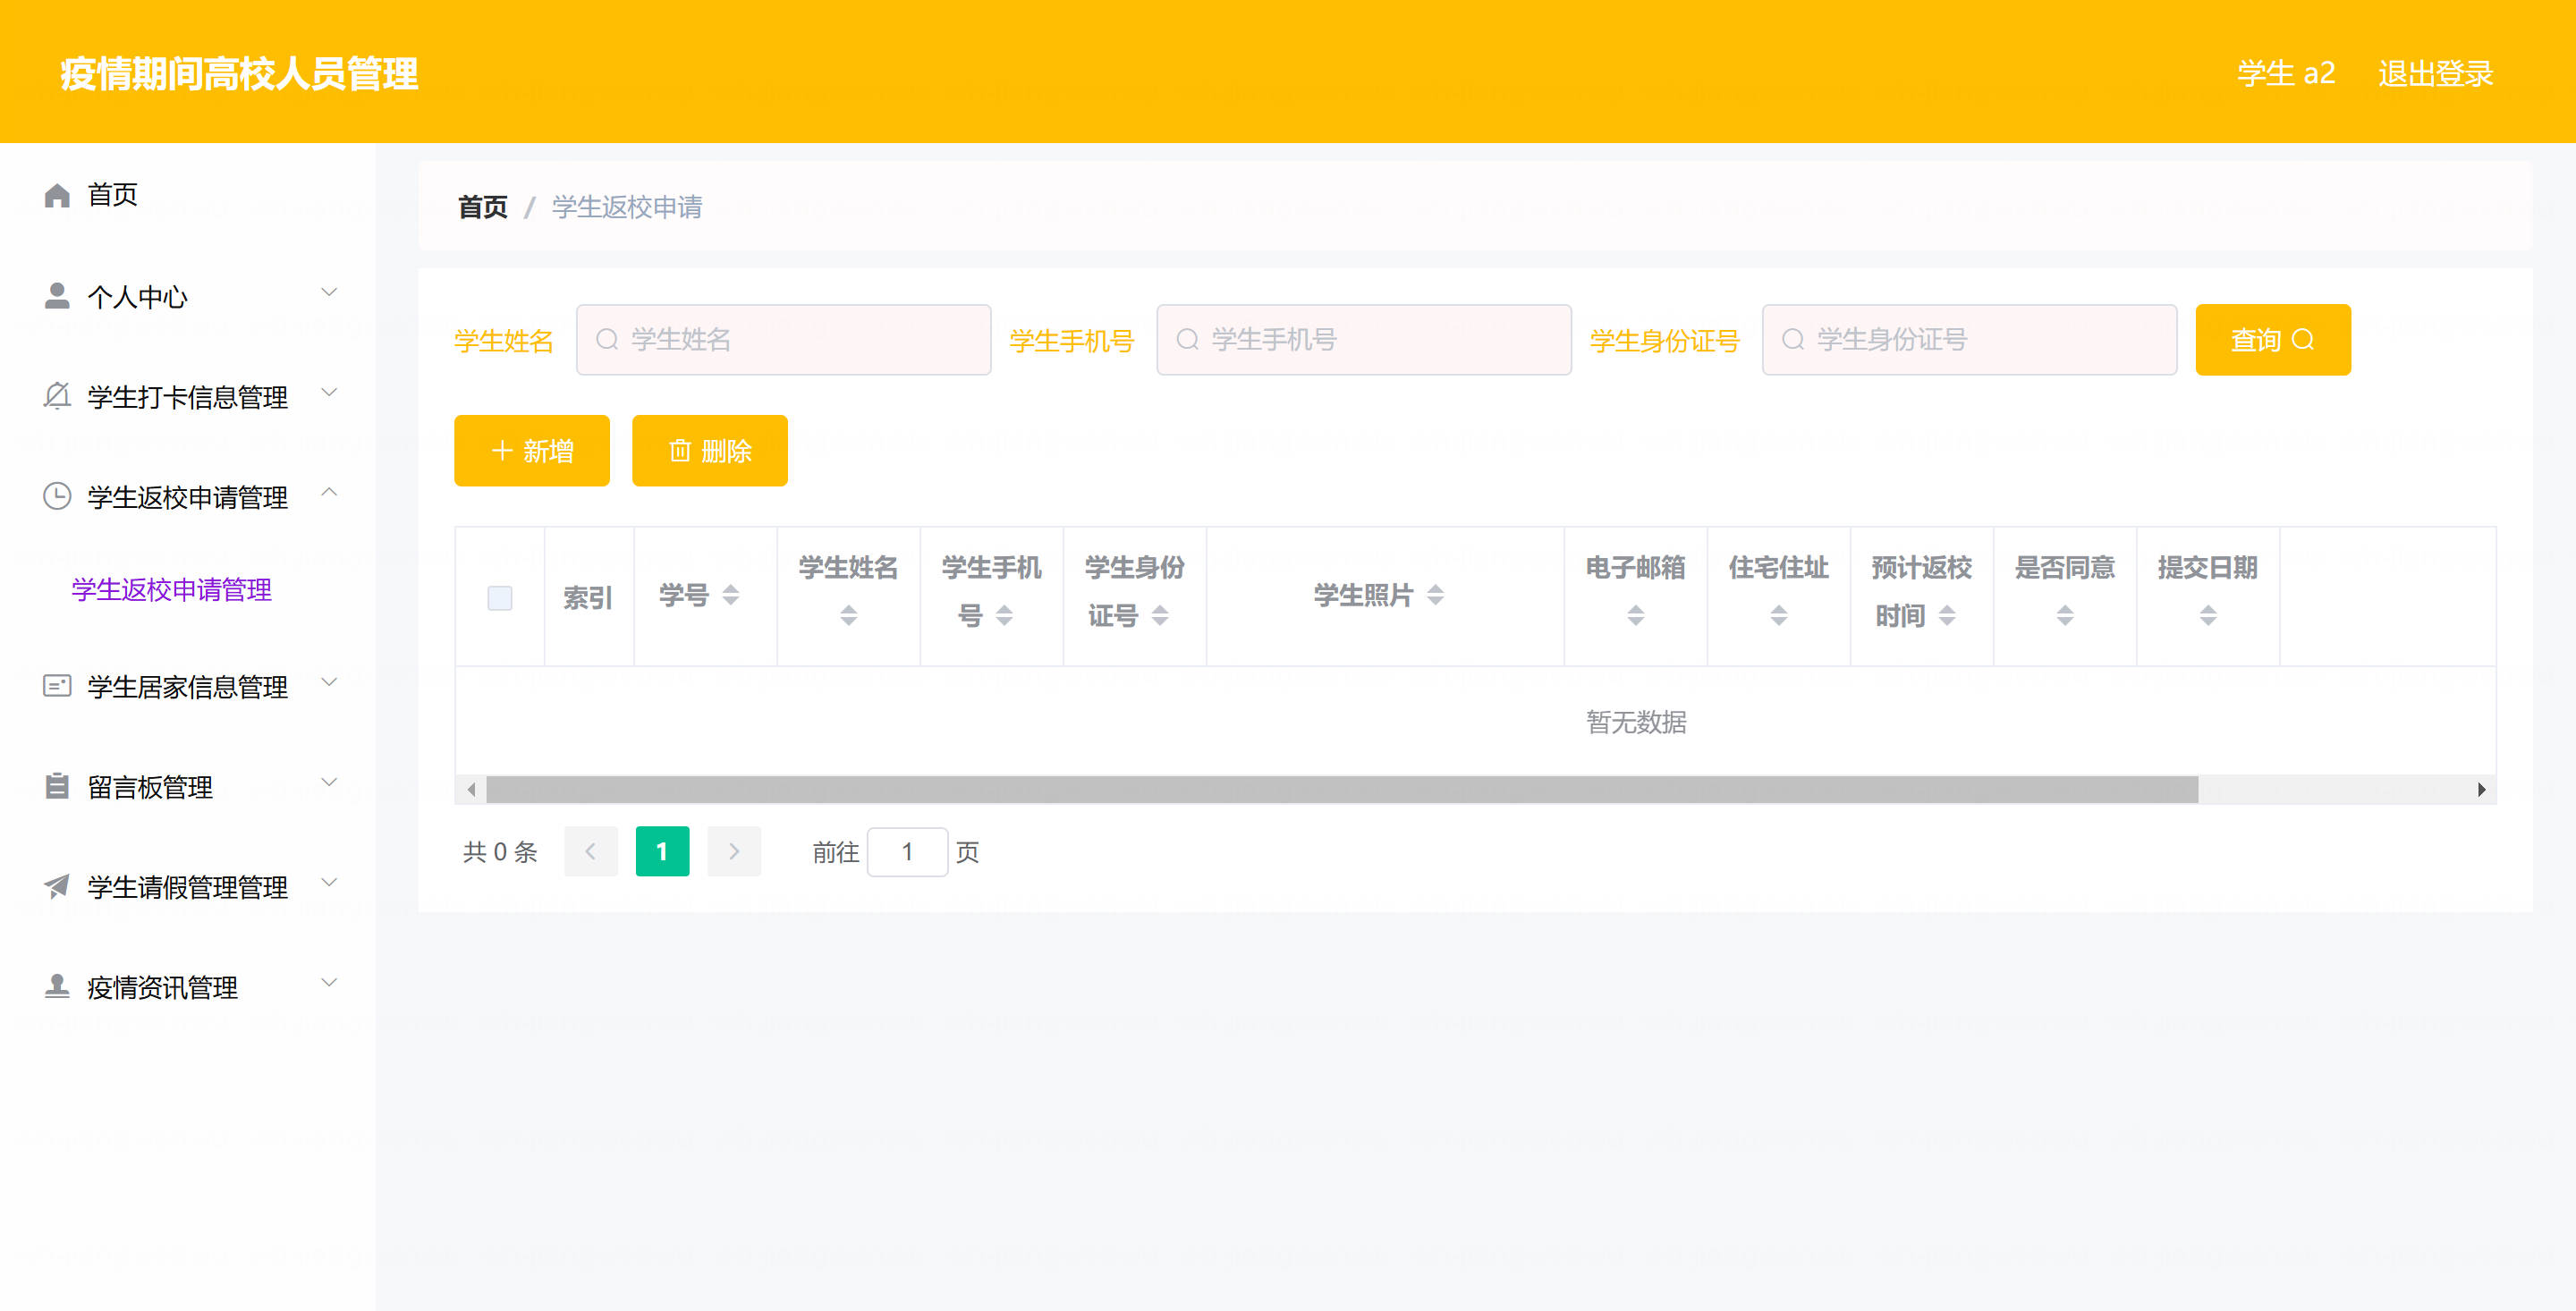 疫情期间高校人员管理
学生 a2 退出登录
首页
个人中心
学生打卡信息管理
学生返校申请管理
学生返校申请管理
学生居家信息管理
留言板管理
学生请假管理管理
疫情资讯管理
首页 / 学生返校申请
学生姓名 学生姓名 学生手机号 学生手机号 学生身份证号 学生身份证号 查询
新增 删除
索引 学号 学生姓名 学生手机号 学生身份证号 学生照片 电子邮箱 住宅住址 预计返校时间 是否同意 提交日期
暂无数据
共 0 条 1 前往 1 页